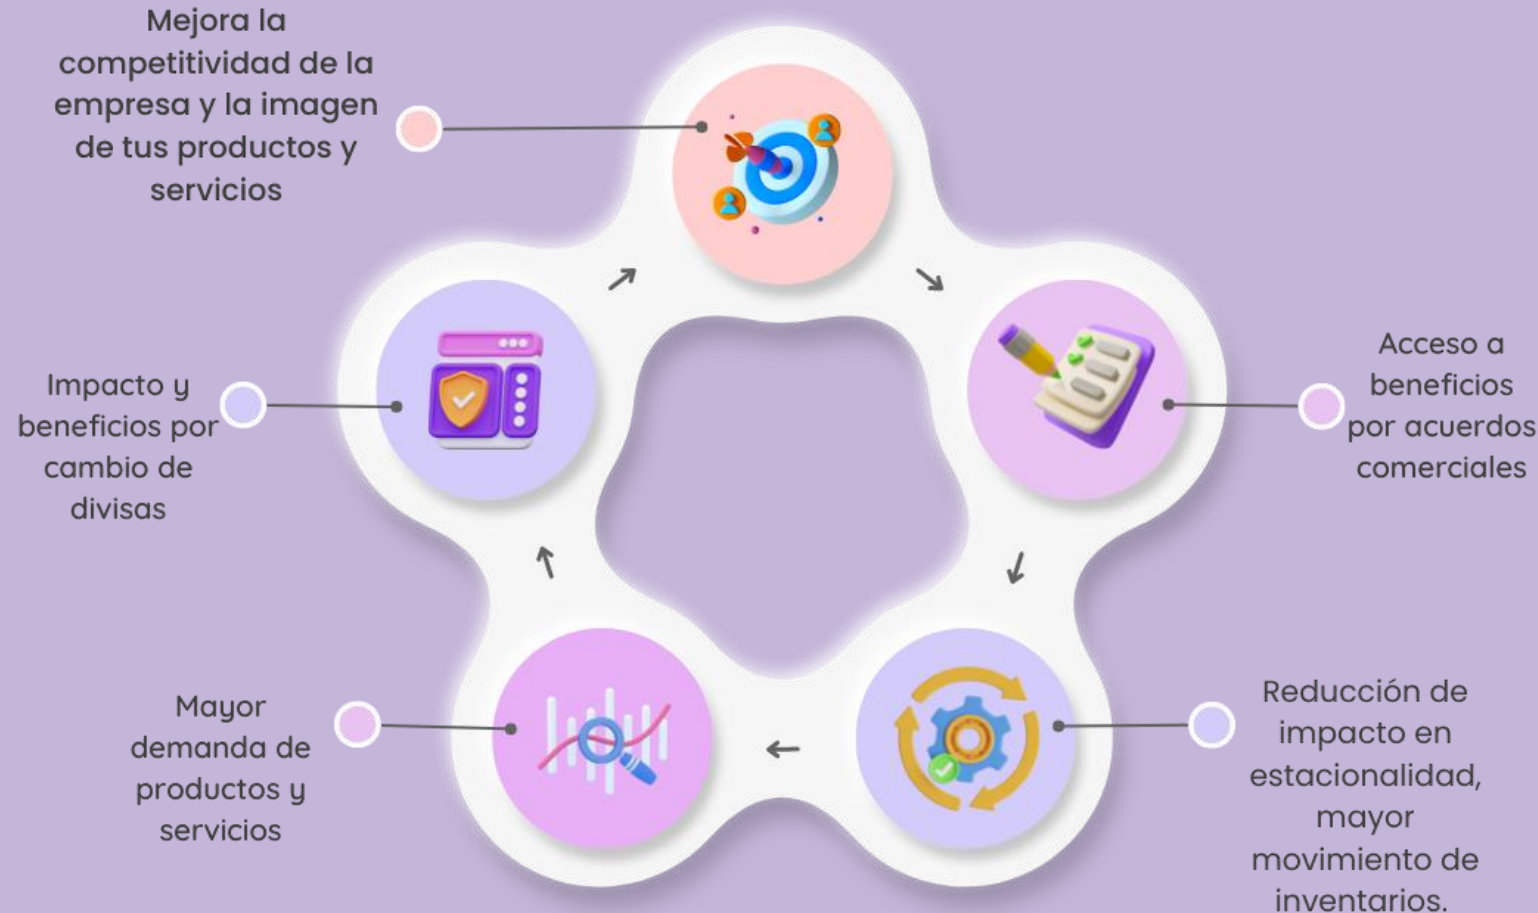 Mejora la
competitividad de la
empresa y la imagen
de tus productos y
servicios
Acceso a
beneficios
por acuerdos
comerciales
Reducción de
impacto en
estacionalidad,
mayor
movimiento de
inventarios.
Mayor
demanda de
productos y
servicios
Impacto y
beneficios por
cambio de
divisas